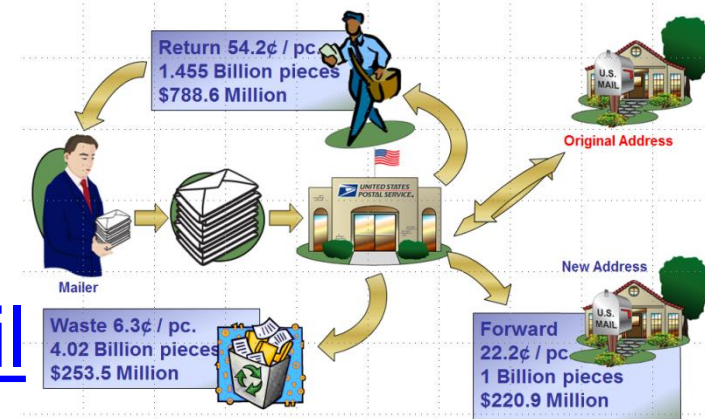 Return 54.2¢ / pc.
1.455 Billion pieces
$788.6 Million
U.S.
MAIL
Original Address
UNITED STATES
POSTAL SERVICE
Mailer
New Address
U.S.
MAIL
il
Waste 6.3¢ / pc.
4.02 Billion pieces
$253.5 Million
Forward
22.2¢ / pc
1 Billion pieces
$220.9 Million